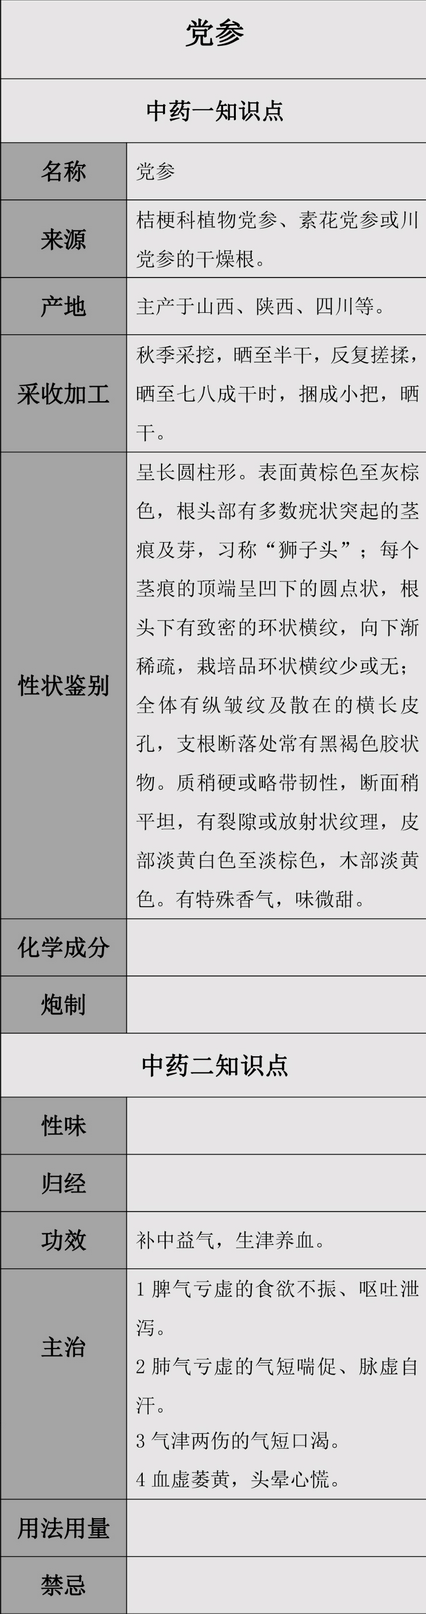 党参
中药一知识点
名称
党参
来源
桔梗科植物党参、素花党参或川
党参的干燥根。
产地
主产于山西、陕西、四川等。
采收加工
秋季采挖，晒至半干，反复搓揉，
晒至七八成干时，捆成小把，晒
干。
性状鉴别
呈长圆柱形。表面黄棕色至灰棕
色，根头部有多数疣状突起的茎
痕及芽，习称“狮子头”；每个
茎痕的顶端呈凹下的圆点状，根
头下有致密的环状横纹，向下渐
稀疏，栽培品环状横纹少或无；
全体有纵皱纹及散在的横长皮
孔，支根断落处常有黑褐色胶状
物。质稍硬或略带韧性，断面稍
平坦，有裂隙或放射状纹理，皮
部淡黄白色至淡棕色，木部淡黄
色。有特殊香气，味微甜。
化学成分
炮制
中药二知识点
性味
归经
功效
补中益气，生津养血。
主治
1 脾气亏虚的食欲不振、呕吐泄
泻。
2 肺气亏虚的气短喘促、脉虚自
汗。
3 气津两伤的气短口渴。
4 血虚萎黄，头晕心慌。
用法用量
禁忌